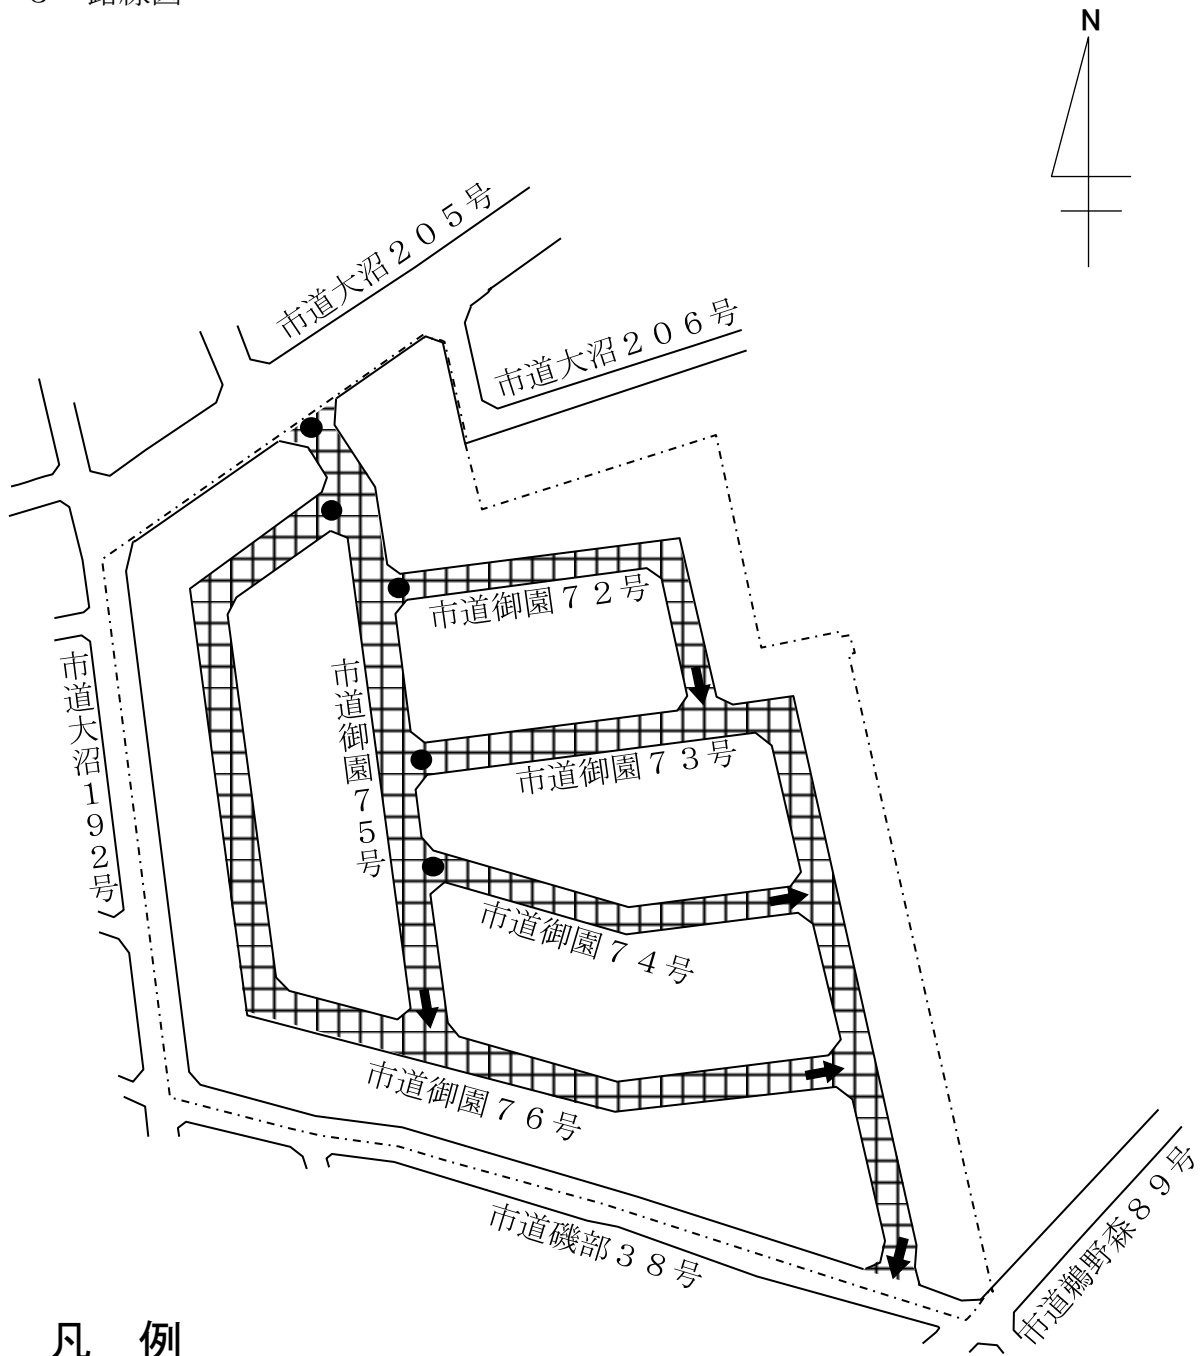 路線図
N
市道大沼２０５号
市道大沼２０６号
市道御園７２号
市道大沼１９２号
市道御園７５号
市道御園７３号
市道御園７４号
市道御園７６号
市道磯部３８号
市道鵜野森８９号
凡　例